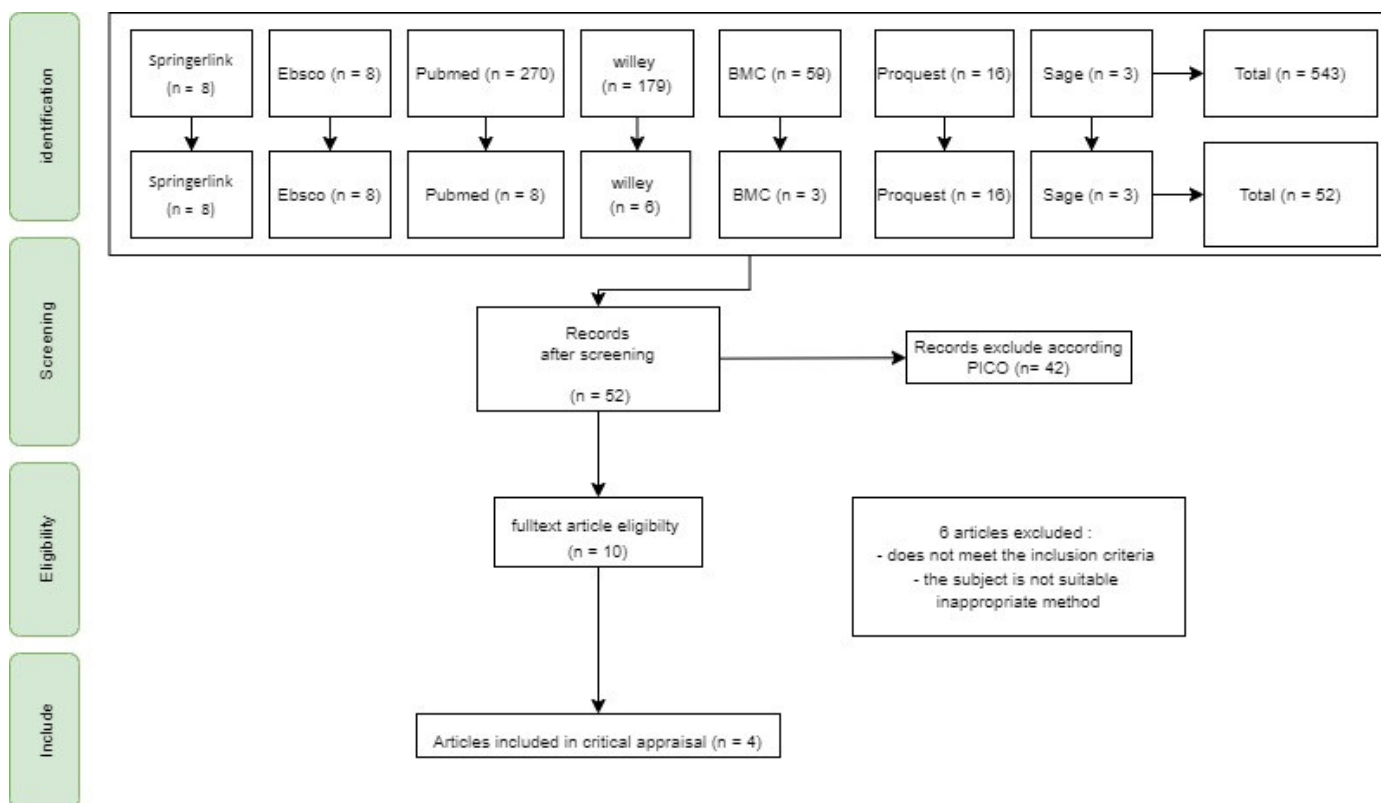 identification
Springerlink
(n = 8)
Ebsco (n = 8)
Pubmed (n = 270)
willey
(n = 179)
BMC (n = 59)
Proquest (n = 16)
Sage (n = 3)
Total (n = 543)
Springerlink
(n = 8)
Ebsco (n = 8)
Pubmed (n = 8)
willey
(n = 6)
BMC (n = 3)
Proquest (n = 16)
Sage (n = 3)
Total (n = 52)
Screening
Records
after screening
(n = 52)
Records exclude according
PICO (n= 42)
Eligibility
fulltext article eligibilty
(n = 10)
6 articles excluded :
- does not meet the inclusion criteria
- the subject is not suitable
inappropriate method
Include
Articles included in critical appraisal (n = 4)